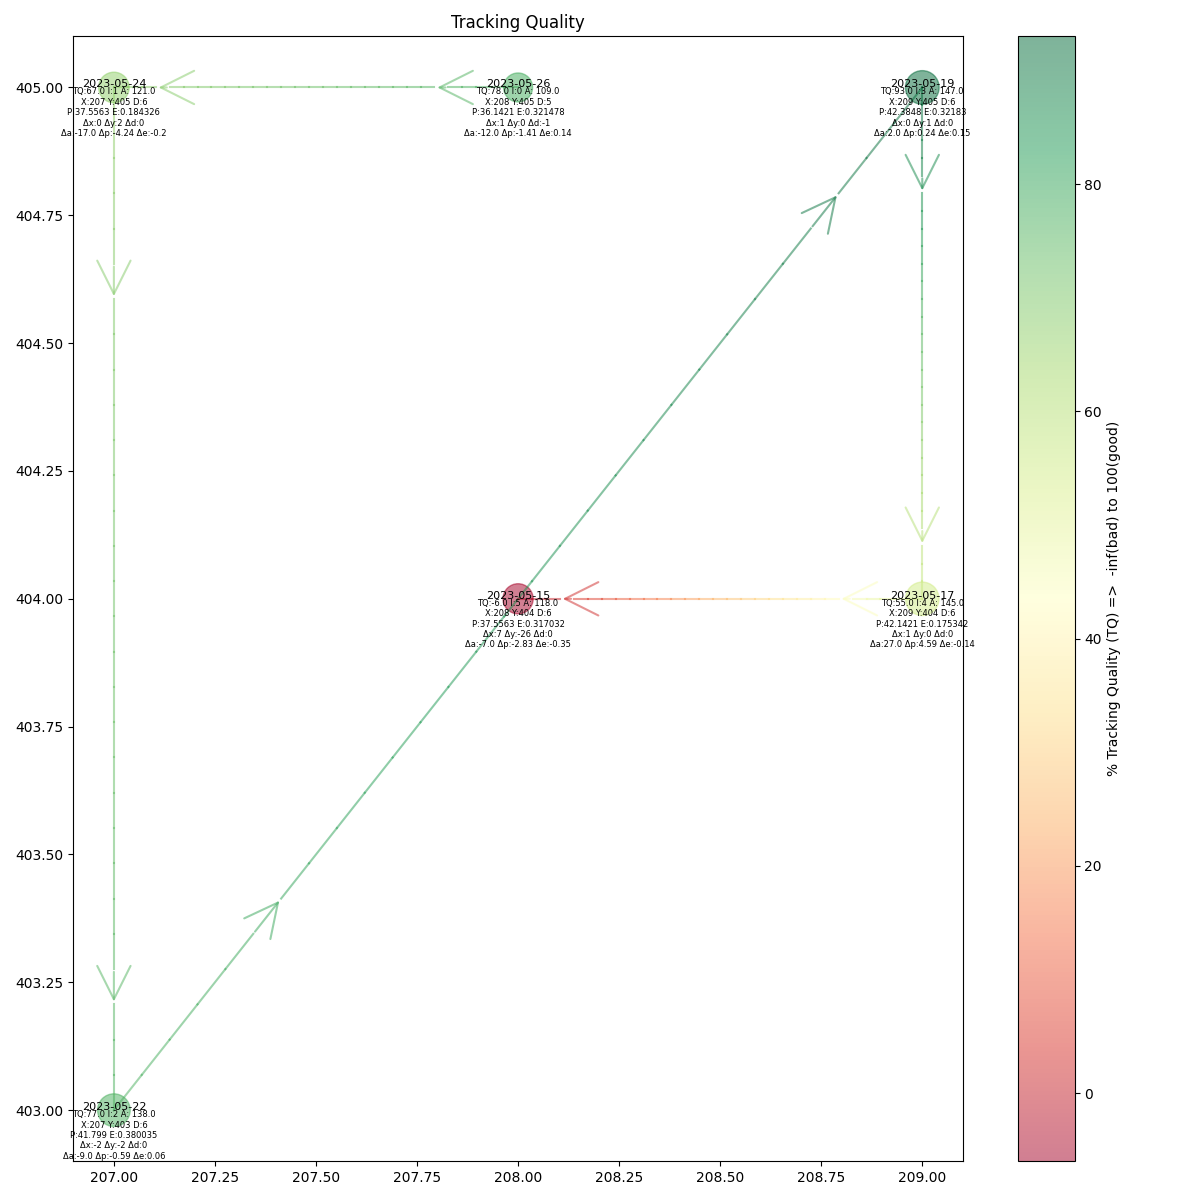 Tracking Quality
405.00
404.75
404.50
404.25
404.00
403.75
403.50
403.25
403.00
2023-05-24
TQ:67.0 I:1 A: 121.0
X:207 Y:405 D:6
P:37.5563 E:0.184326
Δx:0 Δy:2 Δd:0
Δa:-17.0 Δp:-4.24 Δe:-0.2
2023-05-26
TQ:78.0 I:0 A: 109.0
X:208 Y:405 D:5
P:36.1421 E:0.321478
Δx:1 Δy:0 Δd:-1
Δa:-12.0 Δp:-1.41 Δe:0.14
2023-05-19
TQ:93.0 I:3 A: 147.0
X:209 Y:405 D:6
P:42.3848 E:0.32183
Δx:0 Δy:1 Δd:0
Δa:2.0 Δp:0.24 Δe:0.15
2023-05-15
TQ:-6.0 I:5 A: 118.0
X:208 Y:404 D:6
P:37.5563 E:0.317032
Δx:7 Δy:-26 Δd:0
Δa:-7.0 Δp:-2.83 Δe:-0.35
2023-05-17
TQ:55.0 I:4 A: 145.0
X:209 Y:404 D:6
P:42.1421 E:0.175342
Δx:1 Δy:0 Δd:0
Δa:27.0 Δp:4.59 Δe:-0.14
2023-05-22
TQ:77.0 I:2 A: 138.0
X:207 Y:403 D:6
P:41.799 E:0.380035
Δx:-2 Δy:-2 Δd:0
Δa:-9.0 Δp:-0.59 Δe:0.06
207.00
207.25
207.50
207.75
208.00
208.25
208.50
208.75
209.00
80
60
40
20
0
% Tracking Quality (TQ) =>  -inf(bad) to 100(good)